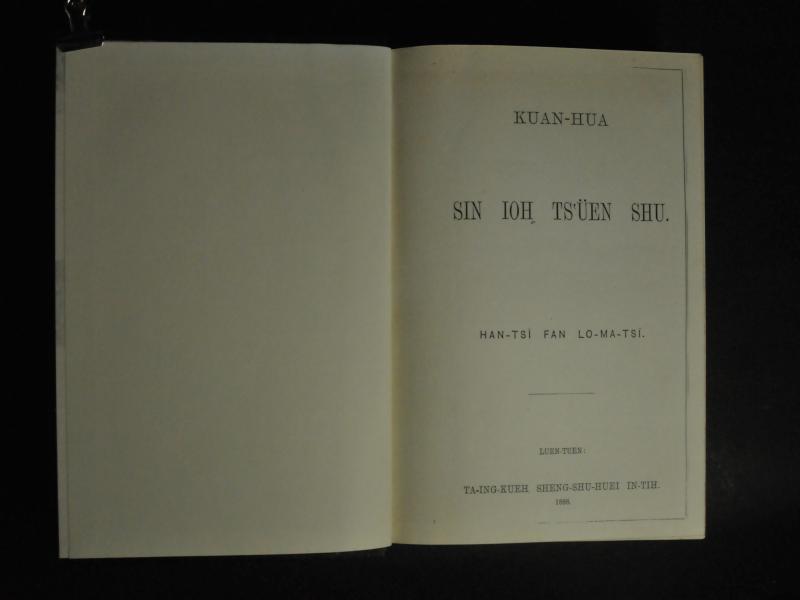 KUAN-HUA
SIN IOH TS'ÜEN SHU.
HAN-TSÏ FAN LO-MA-TSÏ.
LUEN-TUEN:
TA-ING-KUEH SHENG-SHU-HUEI IN-TIH.
1888.